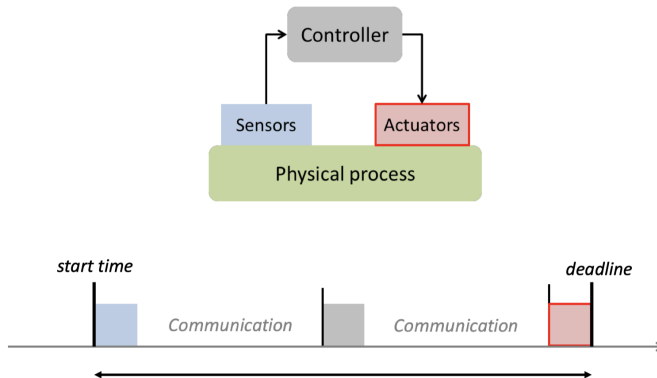 Controller
Sensors
Actuators
Physical process
start time
deadline
Communication
Communication